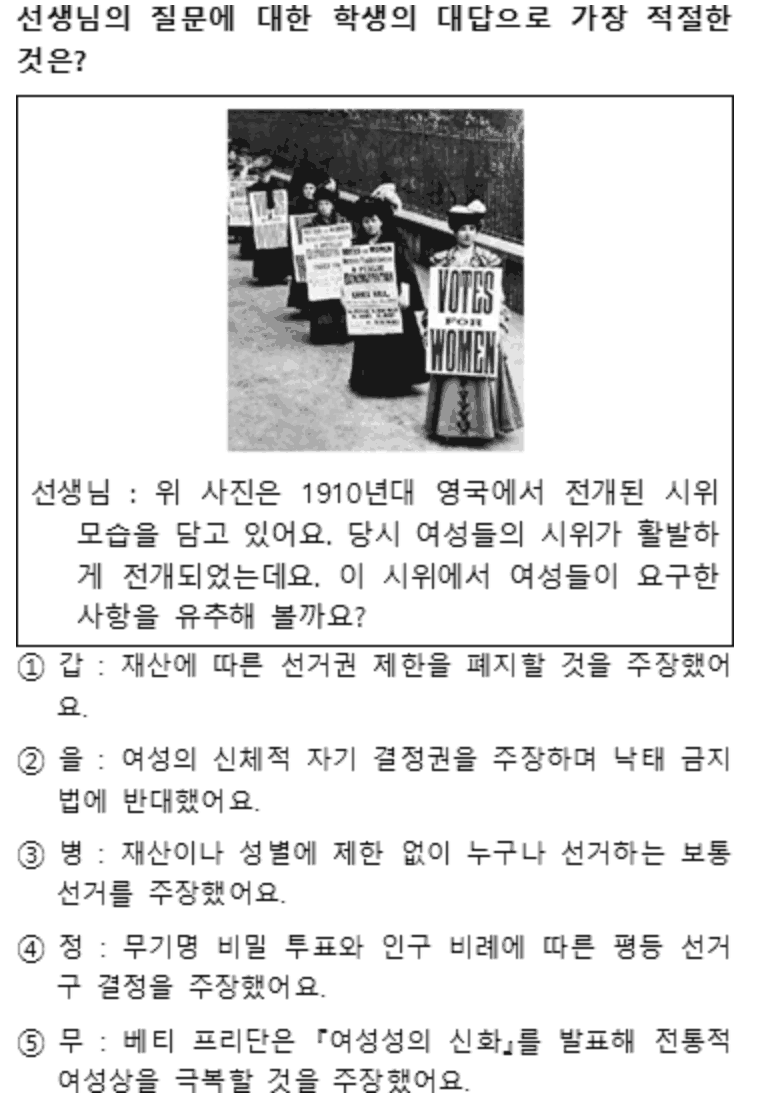 선생님의 질문에 대한 학생의 대답으로 가장 적절한
것은?
VOTES
FOR
WOMEN
선생님 : 위 사진은 1910년대 영국에서 전개된 시위
모습을 담고 있어요. 당시 여성들의 시위가 활발하
게 전개되었는데요. 이 시위에서 여성들이 요구한
사항을 유추해 볼까요?
① 갑 : 재산에 따른 선거권 제한을 폐지할 것을 주장했어
요.
② 을 : 여성의 신체적 자기 결정권을 주장하며 낙태 금지
법에 반대했어요.
③ 병 : 재산이나 성별에 제한 없이 누구나 선거하는 보통
선거를 주장했어요.
④ 정 : 무기명 비밀 투표와 인구 비례에 따른 평등 선거
구 결정을 주장했어요.
⑤ 무 : 베티 프리단은 『여성성의 신화』를 발표해 전통적
여성상을 극복할 것을 주장했어요.